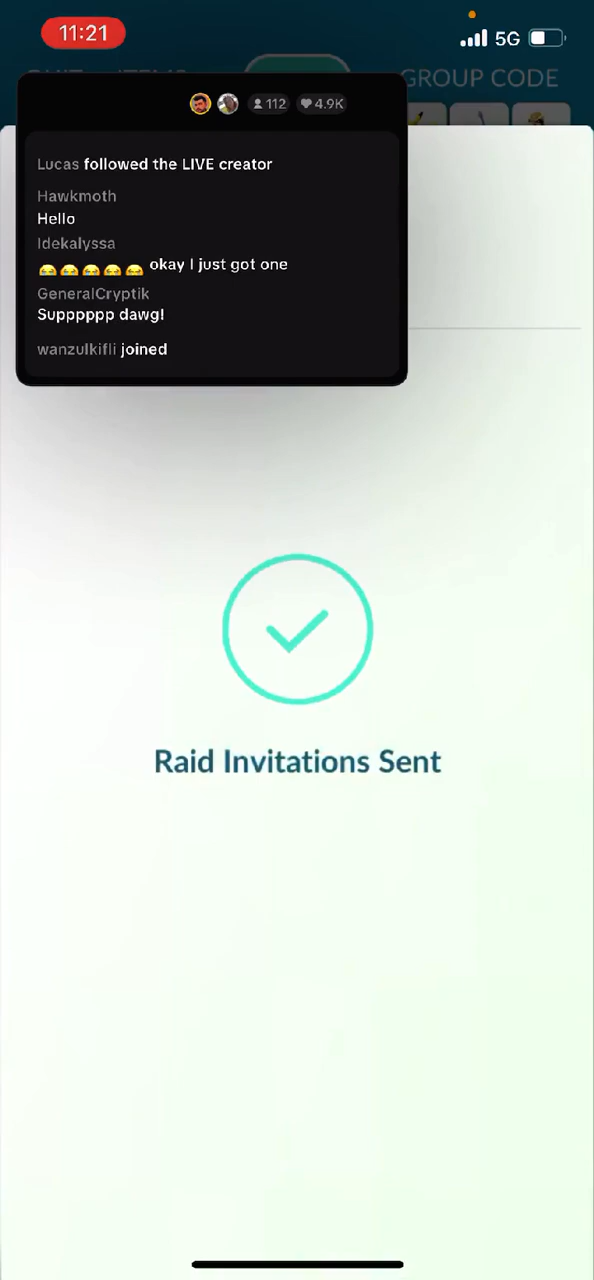 11:21
5G
GROUP CODE
112
4.9K
Lucas followed the LIVE creator
Hawkmoth
Hello
Idekalyssa
😂😂😂😂😂 okay I just got one
GeneralCryptik
Supppppp dawg!
wanzulkifli joined
Raid Invitations Sent